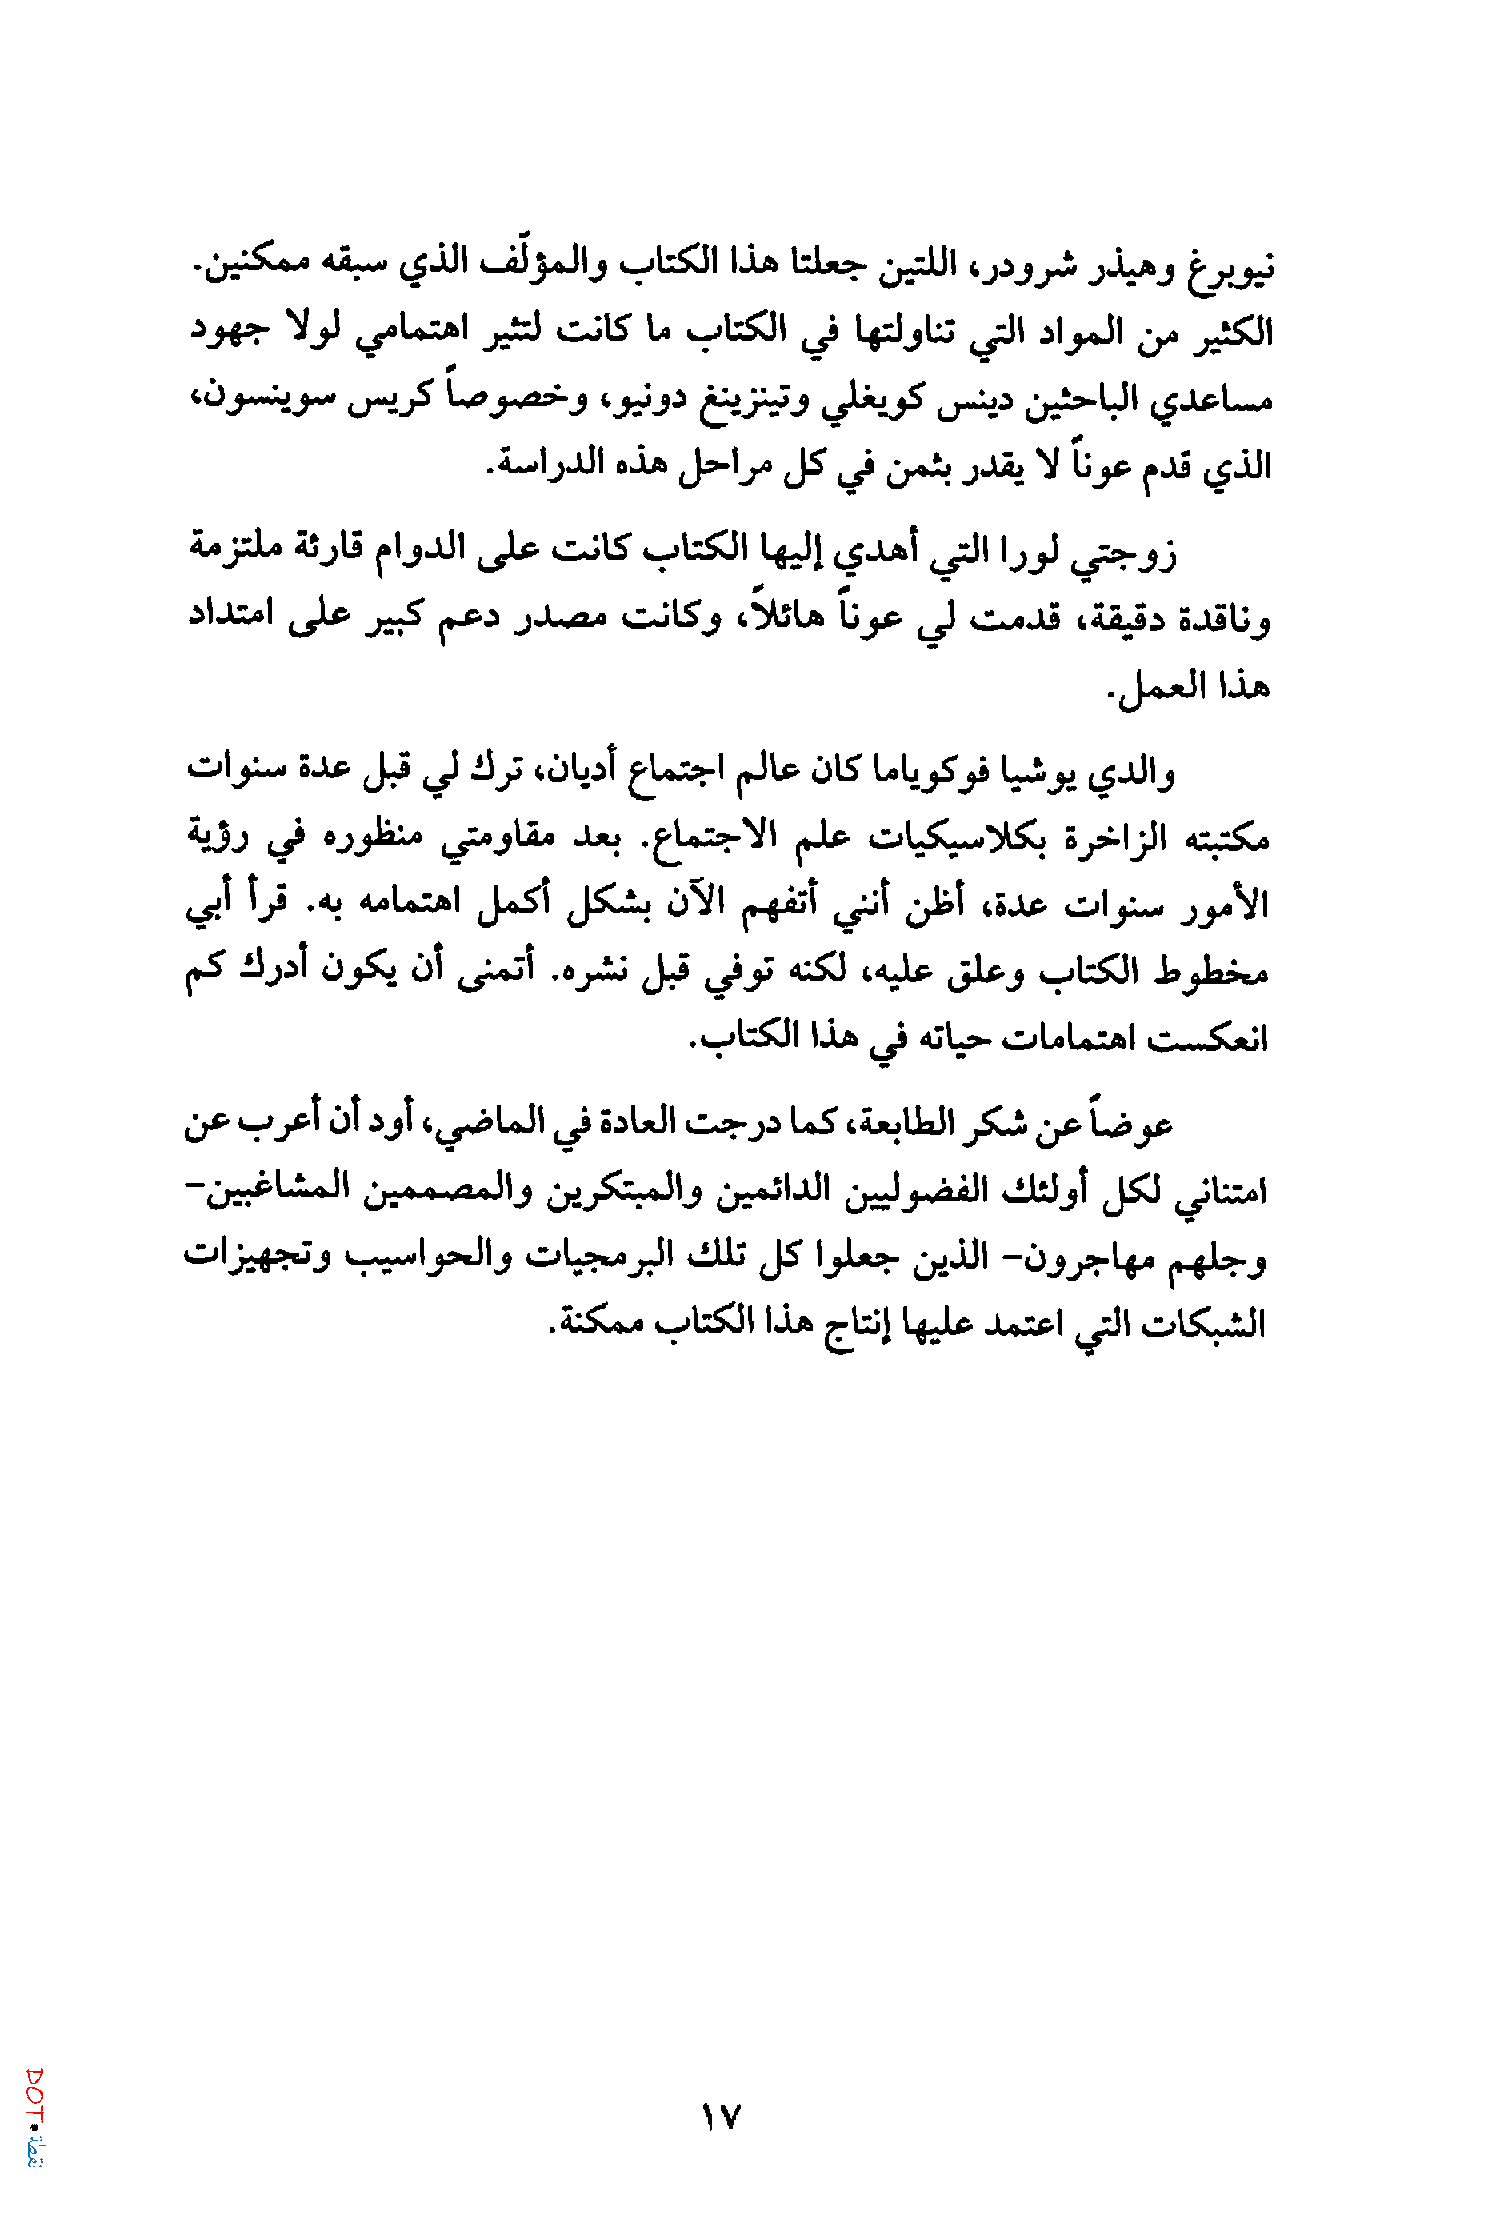 نيوبرغ وهيذر شرودر، اللتين جعلتا هذا الكتاب والمؤلَّف الذي سبقه ممكنين.
الكثير من المواد التي تناولتها في الكتاب ما كانت لتثير اهتمامي لولا جهود
مساعدي الباحثين دينس كويغلي وتينزينغ دونيو، وخصوصاً كريس سوينسون،
الذي قدم عوناً لا يقدر بثمن في كل مراحل هذه الدراسة.
زوجتي لورا التي أهدي إليها الكتاب كانت على الدوام قارئة ملتزمة
وناقدة دقيقة، قدمت لي عوناً هائلاً، وكانت مصدر دعم كبير على امتداد
هذا العمل.
والدي يوشيا فوكوياما كان عالم اجتماع أديان، ترك لي قبل عدة سنوات
مكتبته الزاخرة بكلاسيكيات علم الاجتماع. بعد مقاومتي منظوره في رؤية
الأمور سنوات عدة، أظن أنني أتفهم الآن بشكل أكمل اهتمامه به. قرأ أبي
مخطوط الكتاب وعلق عليه، لكنه توفي قبل نشره. أتمنى أن يكون أدرك كم
انعكست اهتمامات حياته في هذا الكتاب.
عوضاً عن شكر الطابعة، كما درجت العادة في الماضي، أود أن أعرب عن
امتناني لكل أولئك الفضوليين الدائمين والمبتكرين والمصممين المشاغبين-
وجلهم مهاجرون- الذين جعلوا كل تلك البرمجيات والحواسيب وتجهيزات
الشبكات التي اعتمد عليها إنتاج هذا الكتاب ممكنة.
١٧
DOT • نقطة